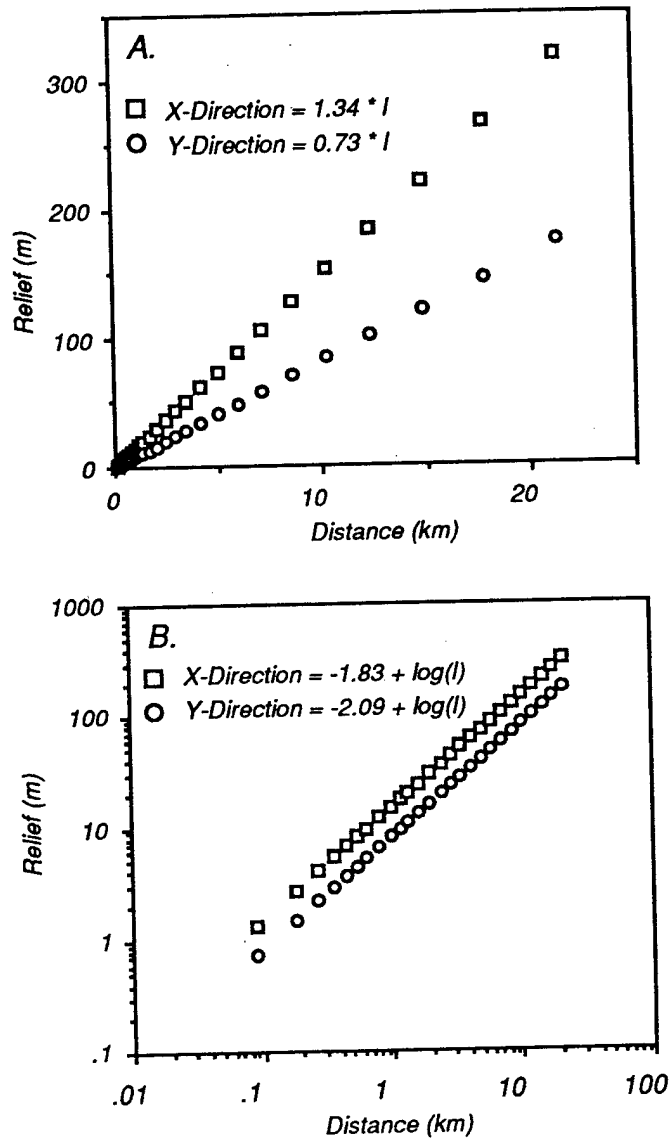 A.
X-Direction = 1.34 * l
Y-Direction = 0.73 * l
300
200
100
0
Relief (m)
0
10
20
Distance (km)
B.
X-Direction = -1.83 + log(l)
Y-Direction = -2.09 + log(l)
1000
100
10
1
.1
Relief (m)
.01
.1
1
10
100
Distance (km)